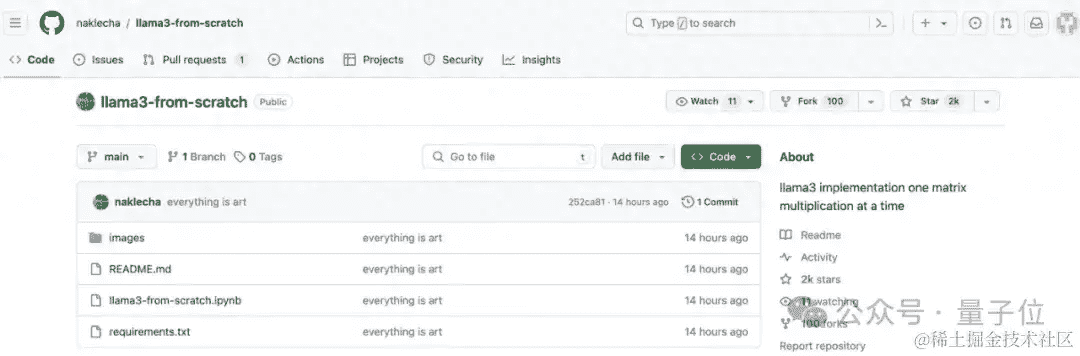 naklecha / llama3-from-scratch
Type / to search
Code Issues Pull requests 1 Actions Projects Security Insights
llama3-from-scratch Public
Watch 11 Fork 100 Star 2k
main 1 Branch 0 Tags Go to file t Add file Code
About
naklecha everything is art 252ca81 · 14 hours ago 1 Commit
llama3 implementation one matrix
multiplication at a time
images everything is art 14 hours ago
Readme
Activity
README.md everything is art 14 hours ago
2k stars
llama3-from-scratch.ipynb everything is art 14 hours ago
11 watching
公众号 · 量子位
100 forks
requirements.txt everything is art 14 hours ago
Report repository
@稀土掘金技术社区